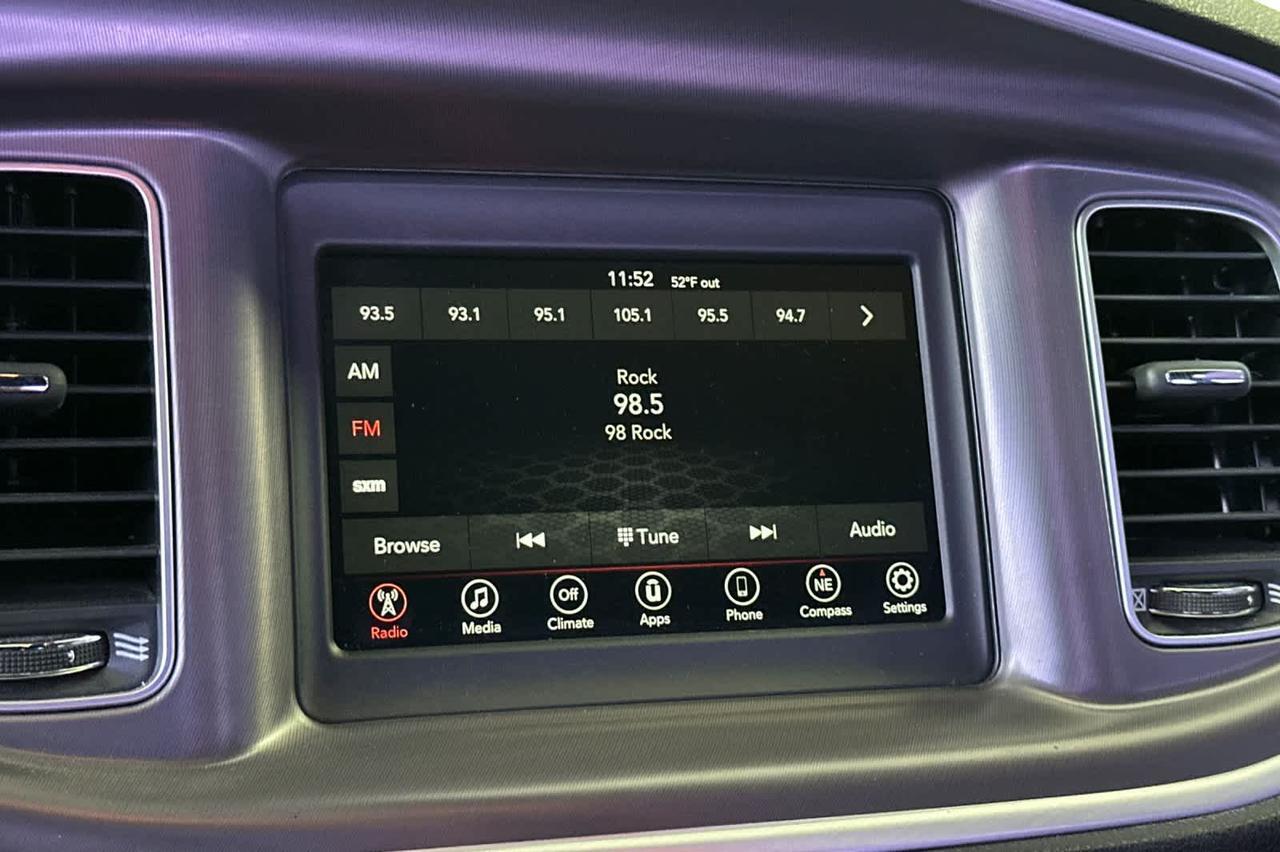 11:52 52°F out
93.5 93.1 95.1 105.1 95.5 94.7
AM
Rock
98.5
FM
98 Rock
sxm
Browse Tune Audio
Off NE
Radio Media Climate Apps Phone Compass Settings